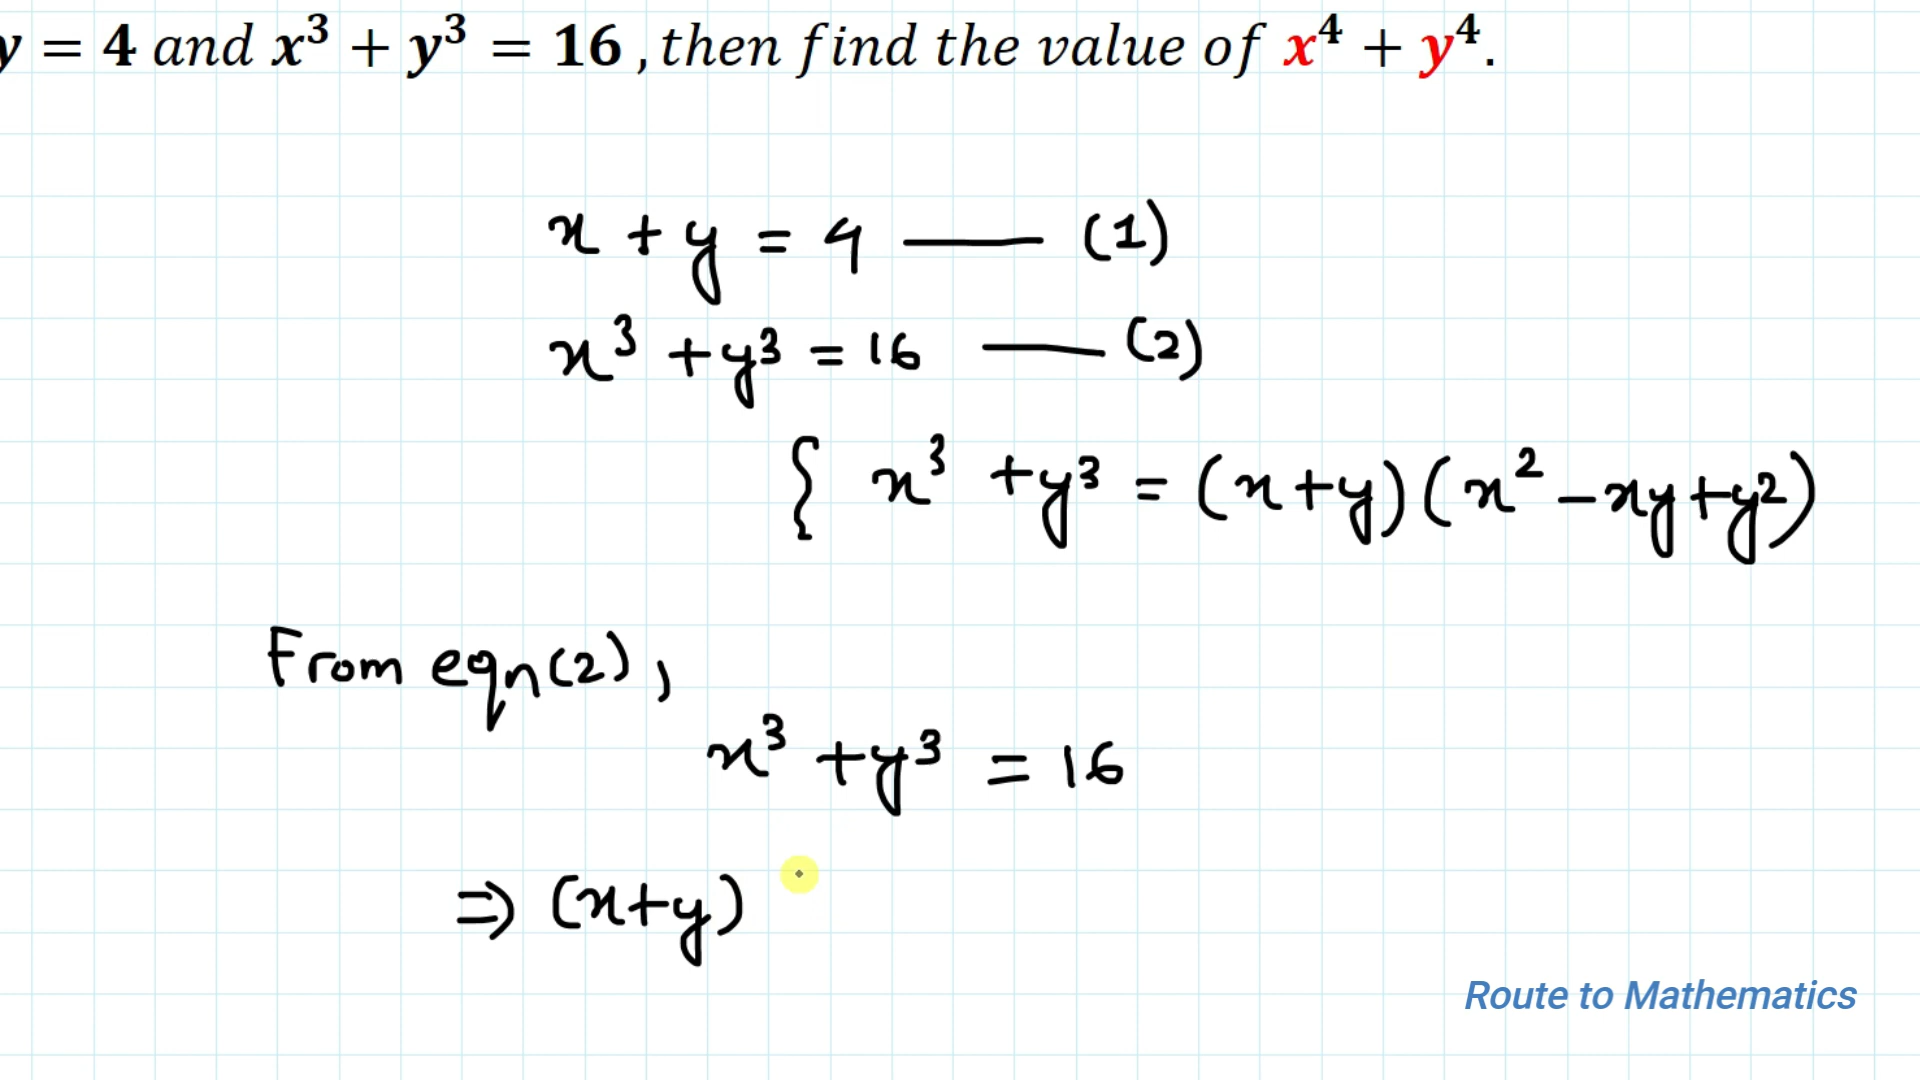 y = 4 and x³ + y³ = 16 , then find the value of x⁴ + y⁴.
x + y = 4 —— (1)
x³ + y³ = 16 —— (2)
{ x³ + y³ = (x+y)(x² - xy + y²)
From eqn(2),
x³ + y³ = 16
⇒ (x+y)
Route to Mathematics